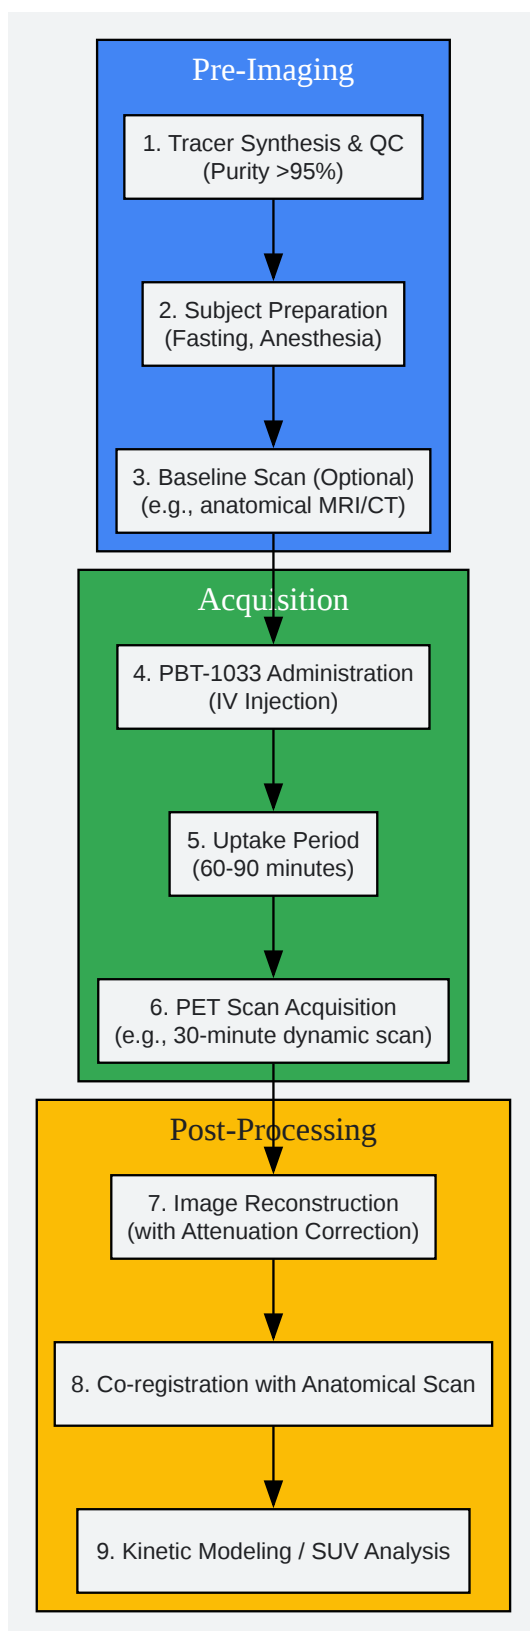 Pre-Imaging
1. Tracer Synthesis & QC
(Purity >95%)
2. Subject Preparation
(Fasting, Anesthesia)
3. Baseline Scan (Optional)
(e.g., anatomical MRI/CT)
Acquisition
4. PBT-1033 Administration
(IV Injection)
5. Uptake Period
(60-90 minutes)
6. PET Scan Acquisition
(e.g., 30-minute dynamic scan)
Post-Processing
7. Image Reconstruction
(with Attenuation Correction)
8. Co-registration with Anatomical Scan
9. Kinetic Modeling / SUV Analysis